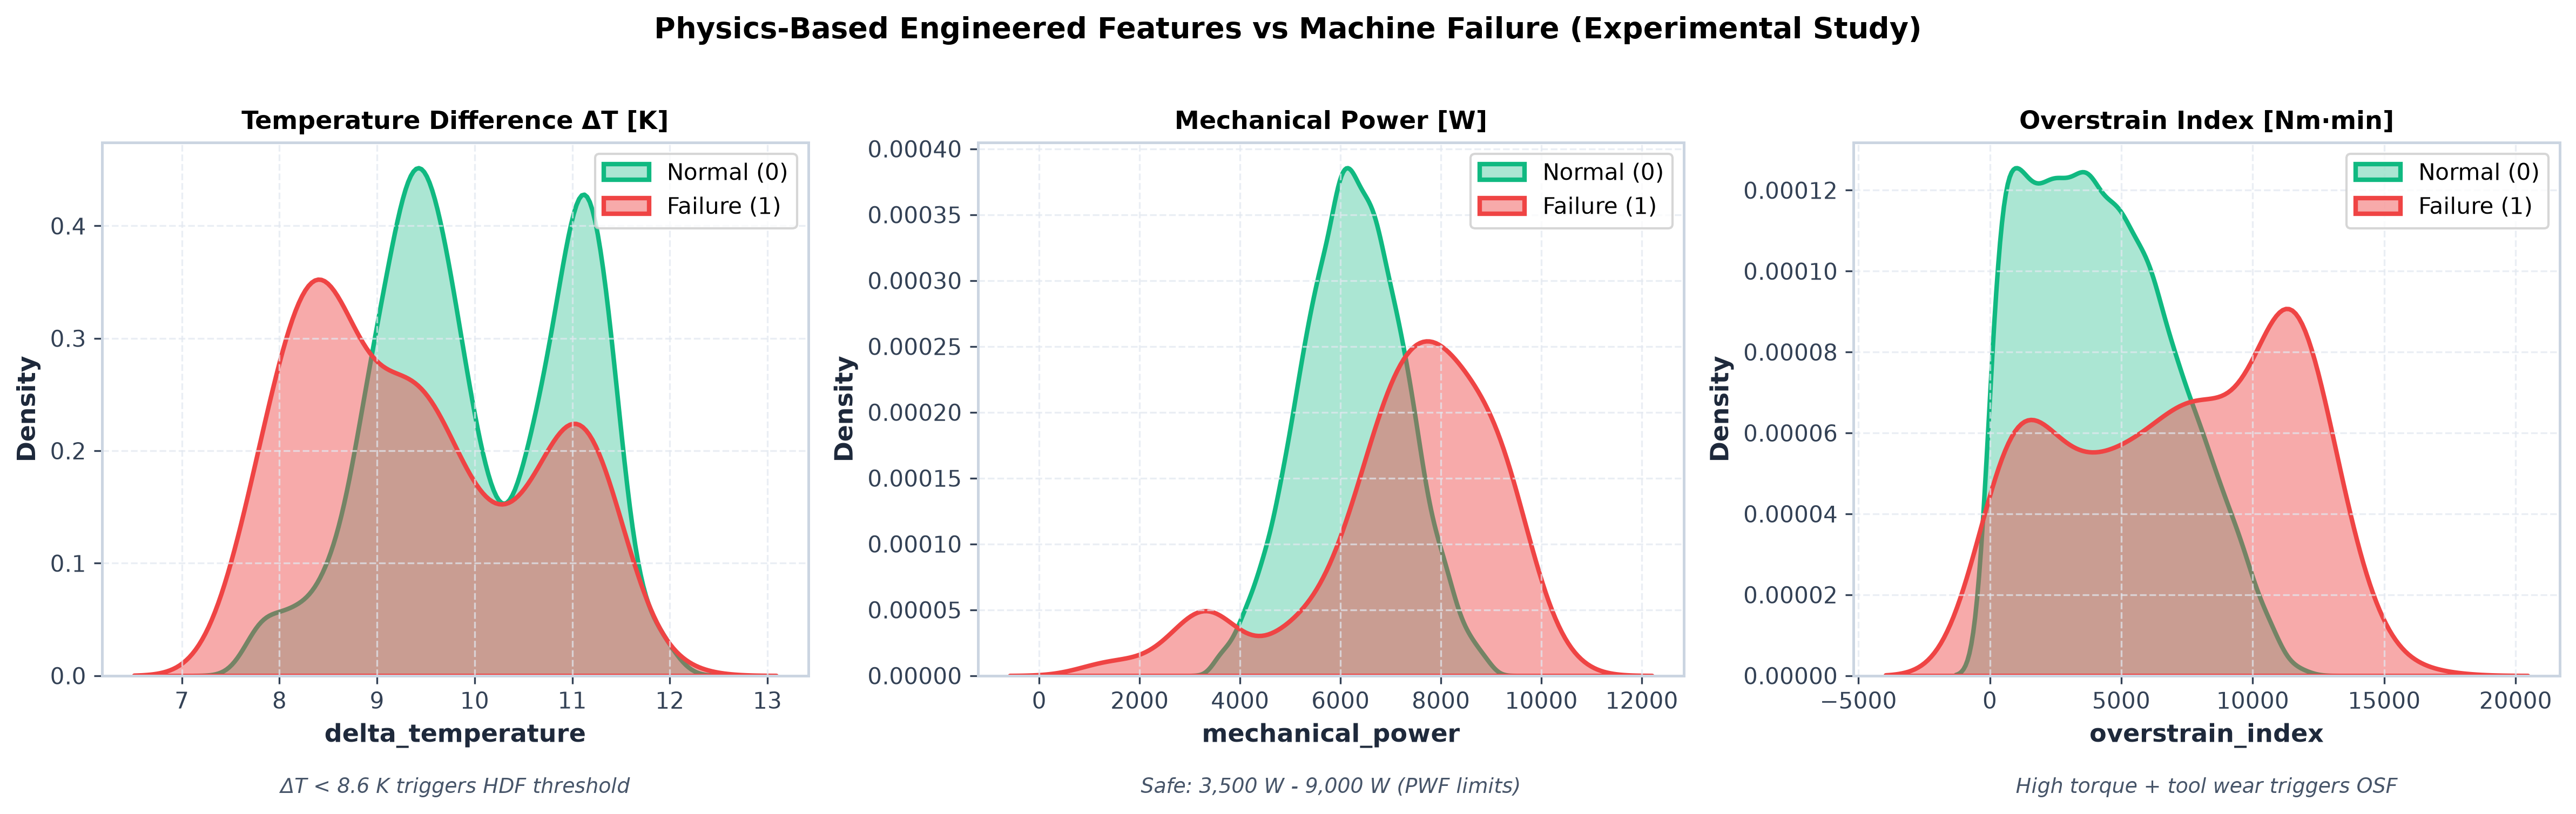 Physics-Based Engineered Features vs Machine Failure (Experimental Study)
Temperature Difference ΔT [K]
Normal (0)
Failure (1)
Density
0.4
0.3
0.2
0.1
0.0
7 8 9 10 11 12 13
delta_temperature
ΔT < 8.6 K triggers HDF threshold
Mechanical Power [W]
Normal (0)
Failure (1)
Density
0.00040
0.00035
0.00030
0.00025
0.00020
0.00015
0.00010
0.00005
0.00000
0 2000 4000 6000 8000 10000 12000
mechanical_power
Safe: 3,500 W - 9,000 W (PWF limits)
Overstrain Index [Nm·min]
Normal (0)
Failure (1)
Density
0.00012
0.00010
0.00008
0.00006
0.00004
0.00002
0.00000
−5000 0 5000 10000 15000 20000
overstrain_index
High torque + tool wear triggers OSF